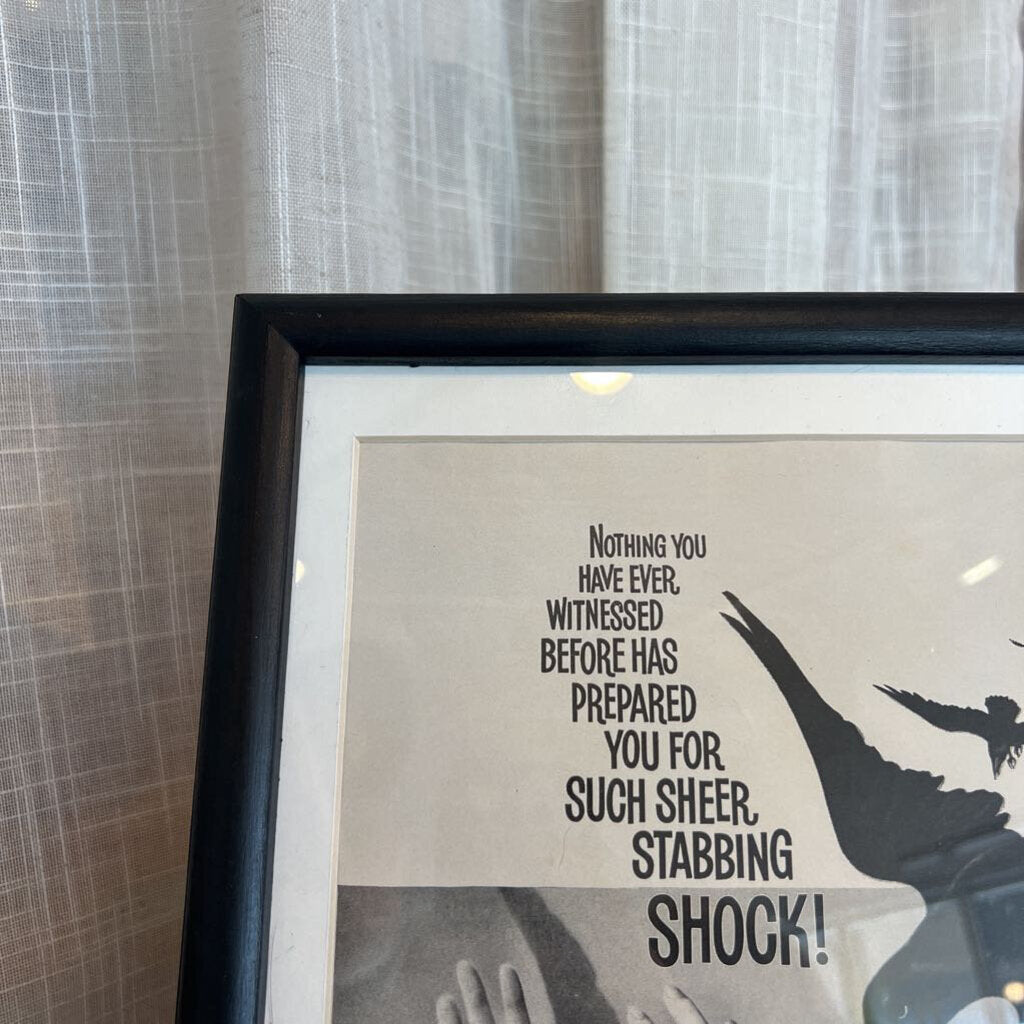 NOTHING YOU
HAVE EVER
WITNESSED
BEFORE HAS
PREPARED
YOU FOR
SUCH SHEER
STABBING
SHOCK!